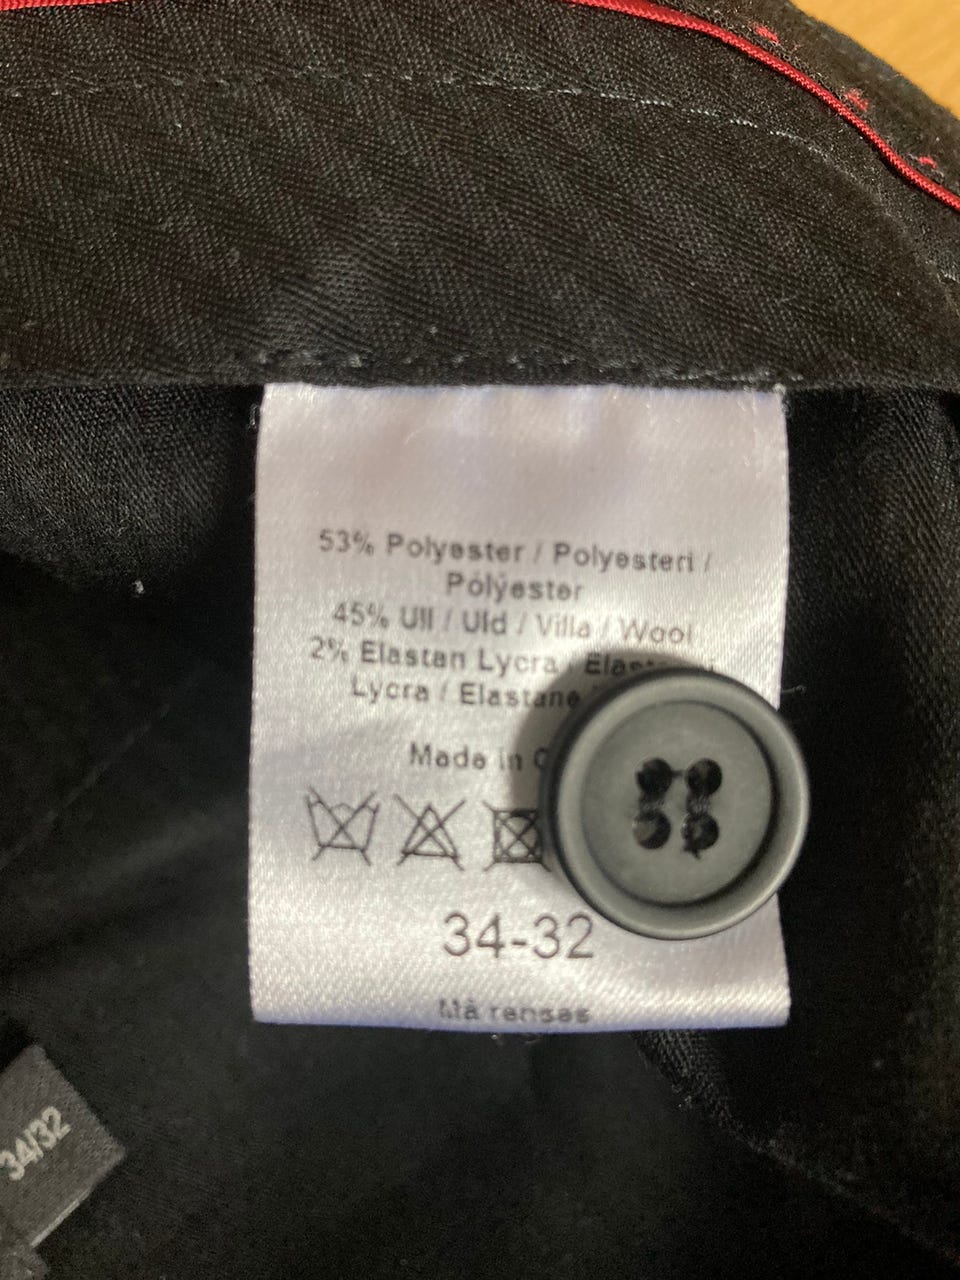 53% Polyester / Polyesteri /
Polyester
45% Ull / Uld / Villa / Wool
2% Elastan Lycra /
Lycra / Elastane
Made in
34-32
Må renses
34/32